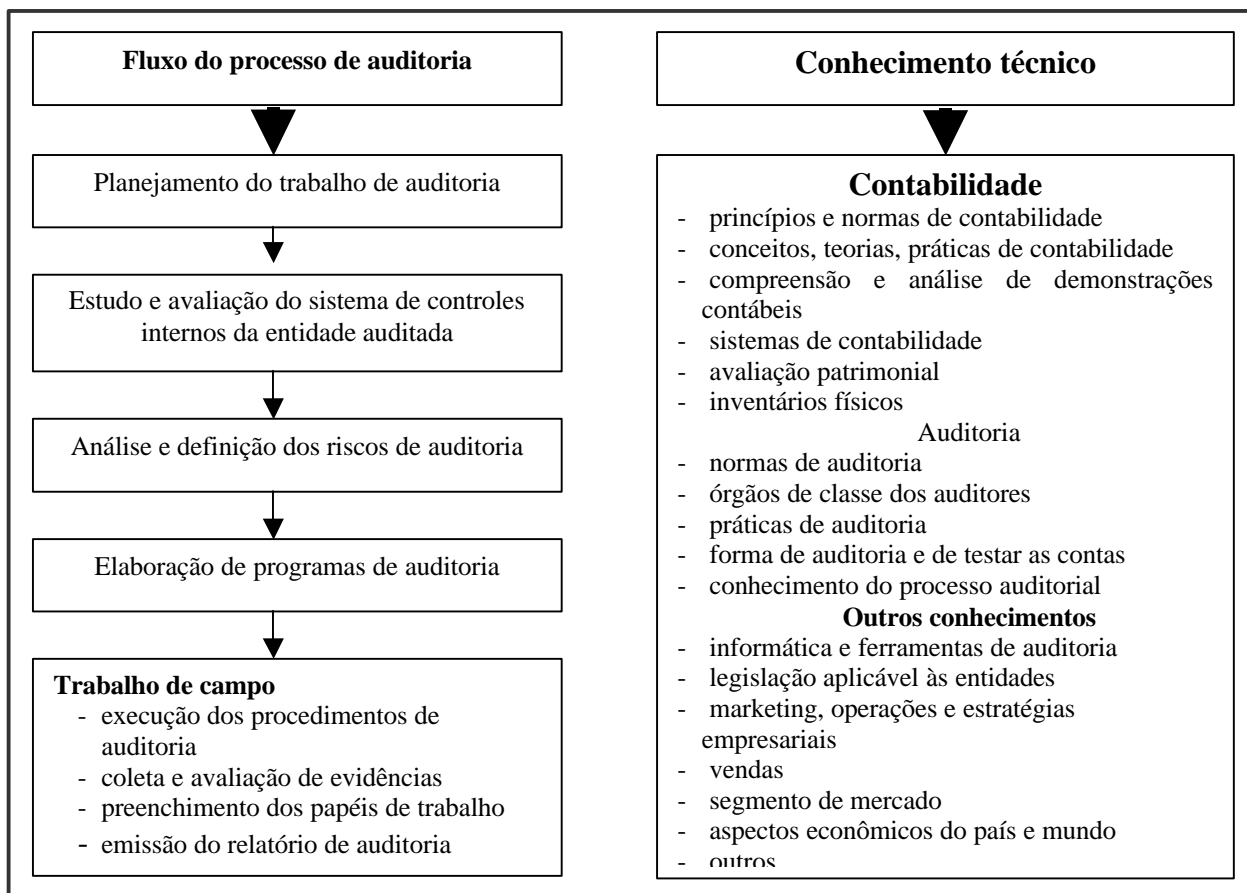 Fluxo do processo de auditoria
Planejamento do trabalho de auditoria
Estudo e avaliação do sistema de controles
internos da entidade auditada
Análise e definição dos riscos de auditoria
Elaboração de programas de auditoria
Trabalho de campo
- execução dos procedimentos de
auditoria
- coleta e avaliação de evidências
- preenchimento dos papéis de trabalho
- emissão do relatório de auditoria
Conhecimento técnico
Contabilidade
- princípios e normas de contabilidade
- conceitos, teorias, práticas de contabilidade
- compreensão e análise de demonstrações
contábeis
- sistemas de contabilidade
- avaliação patrimonial
- inventários físicos
Auditoria
- normas de auditoria
- órgãos de classe dos auditores
- práticas de auditoria
- forma de auditoria e de testar as contas
- conhecimento do processo auditorial
Outros conhecimentos
- informática e ferramentas de auditoria
- legislação aplicável às entidades
- marketing, operações e estratégias
empresariais
- vendas
- segmento de mercado
- aspectos econômicos do país e mundo
- outros